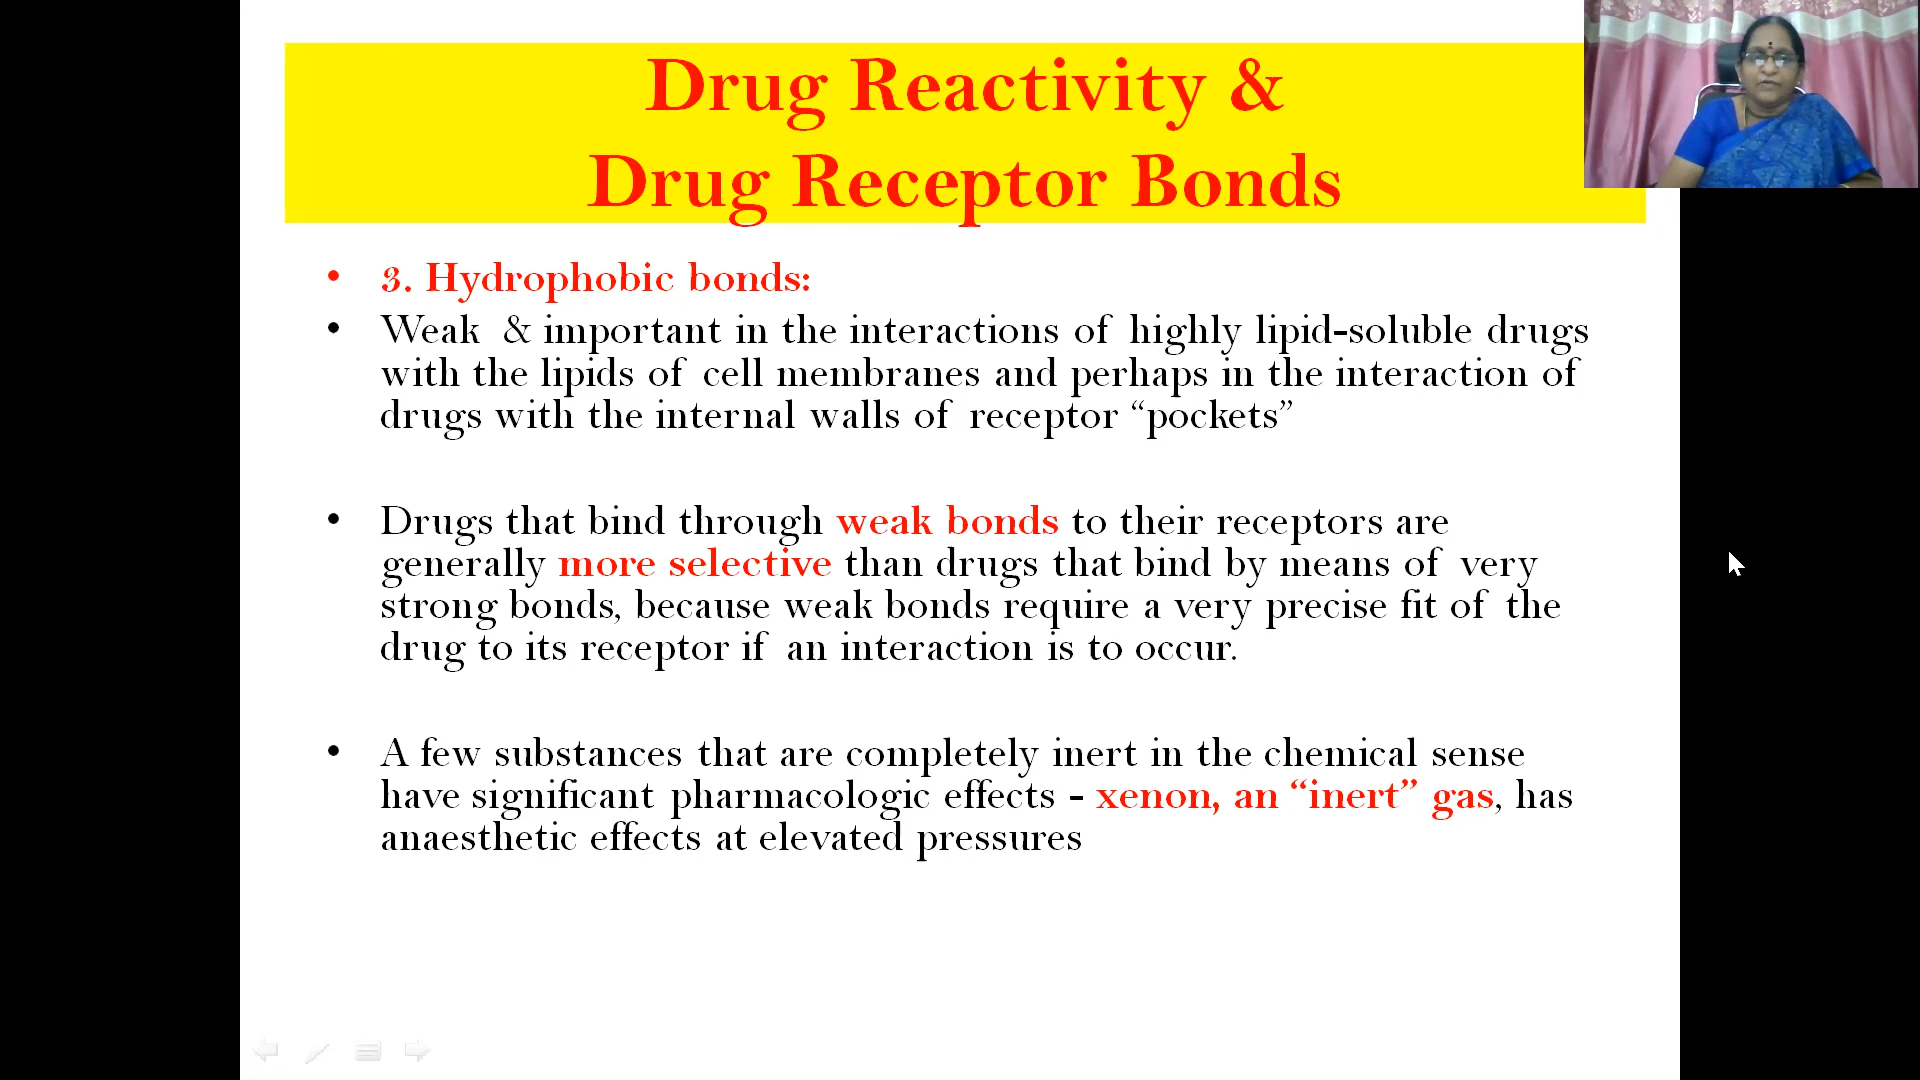 Drug Reactivity &
Drug Receptor Bonds
• 3. Hydrophobic bonds:
• Weak & important in the interactions of highly lipid-soluble drugs
with the lipids of cell membranes and perhaps in the interaction of
drugs with the internal walls of receptor “pockets”
• Drugs that bind through weak bonds to their receptors are
generally more selective than drugs that bind by means of very
strong bonds, because weak bonds require a very precise fit of the
drug to its receptor if an interaction is to occur.
• A few substances that are completely inert in the chemical sense
have significant pharmacologic effects - xenon, an “inert” gas, has
anaesthetic effects at elevated pressures